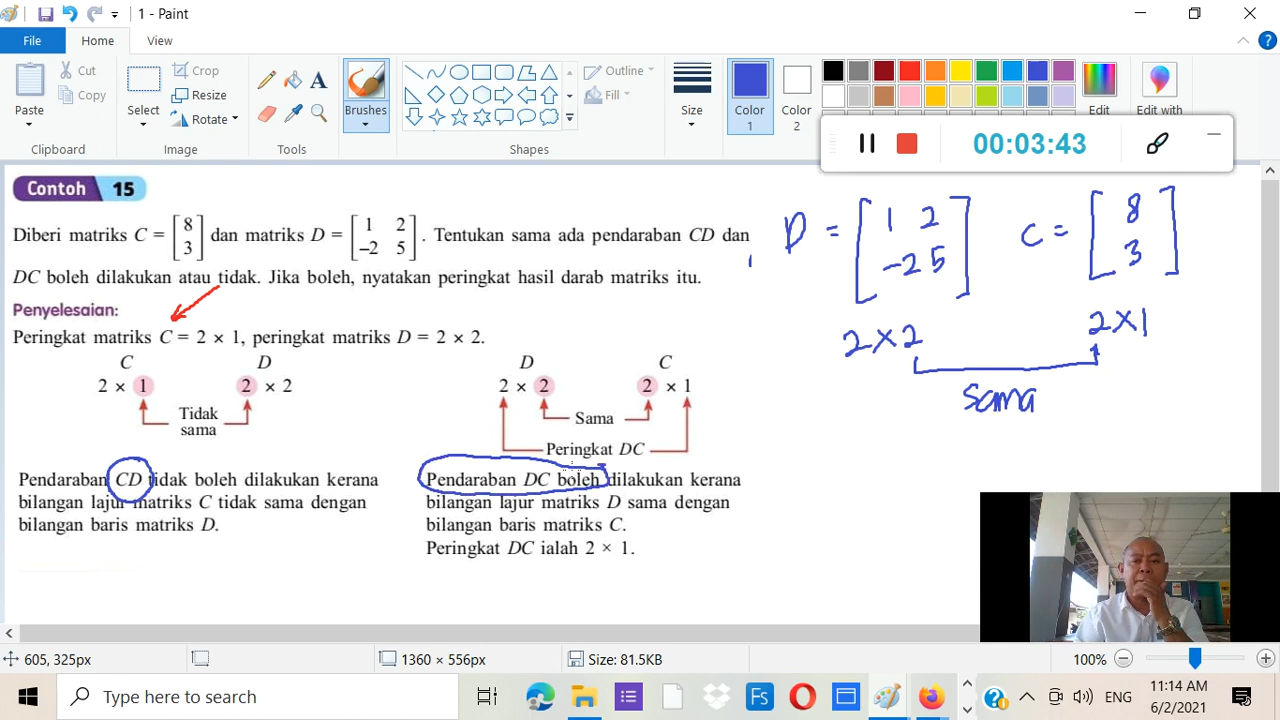 1 - Paint
File Home View
Paste Cut Copy
Select Crop Resize Rotate
Brushes
Outline Fill
Size
Color 1 Color 2
Edit Edit with
Clipboard Image Tools Shapes
00:03:43
Contoh 15
Diberi matriks C = [8 3] dan matriks D = [1 2 –2 5]. Tentukan sama ada pendaraban CD dan
DC boleh dilakukan atau tidak. Jika boleh, nyatakan peringkat hasil darab matriks itu.
Penyelesaian:
Peringkat matriks C = 2 × 1, peringkat matriks D = 2 × 2.
C D
2 × 1 2 × 2
Tidak
sama
Pendaraban CD tidak boleh dilakukan kerana
bilangan lajur matriks C tidak sama dengan
bilangan baris matriks D.
D C
2 × 2 2 × 1
Sama
Peringkat DC
Pendaraban DC boleh dilakukan kerana
bilangan lajur matriks D sama dengan
bilangan baris matriks C.
Peringkat DC ialah 2 × 1.
D = [1 2 -2 5] C = [8 3]
2×2 2×1
sama
605, 325px 1360 × 556px Size: 81.5KB 100%
Type here to search
Fs
ENG
11:14 AM
6/2/2021